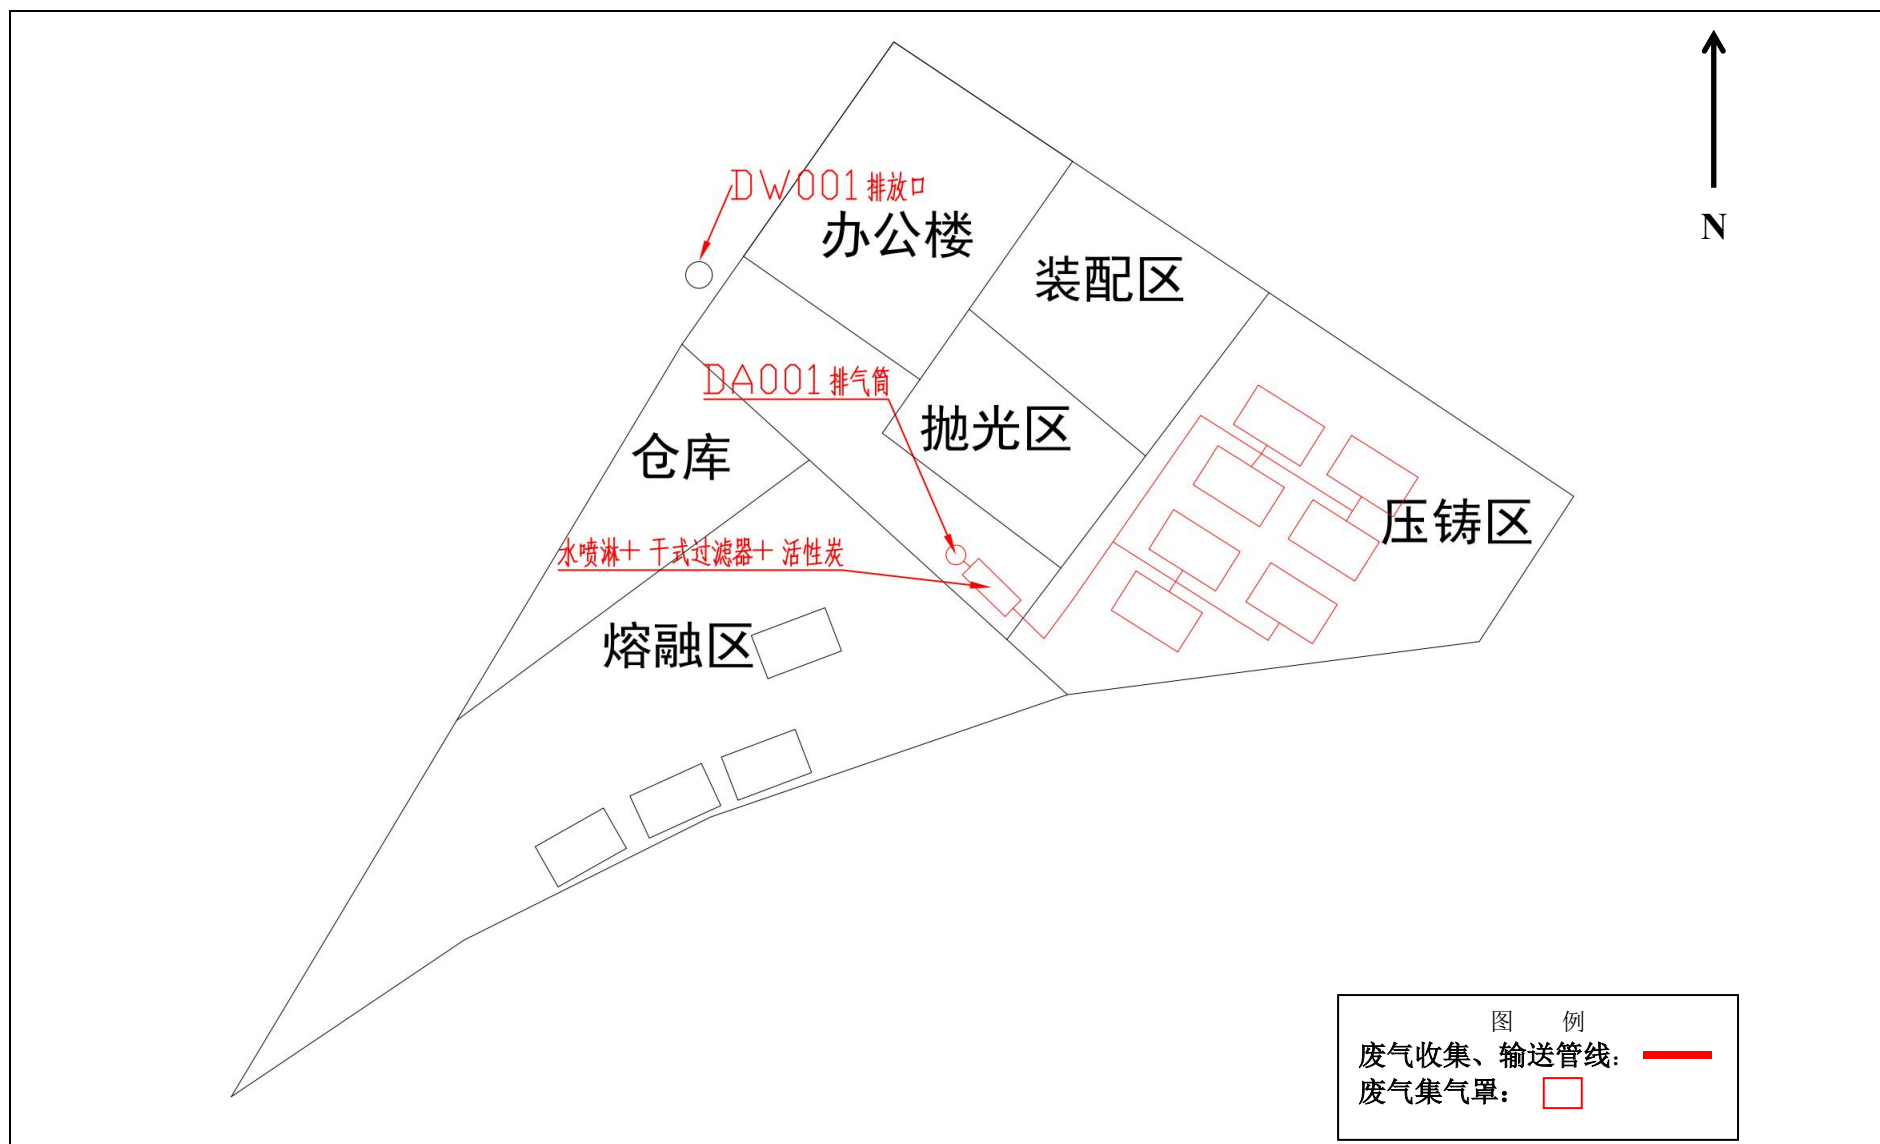 N
DW001排放口
办公楼
装配区
DA001排气筒
抛光区
仓库
压铸区
水喷淋+干式过滤器+活性炭
熔融区
图 例
废气收集、输送管线:
废气集气罩：